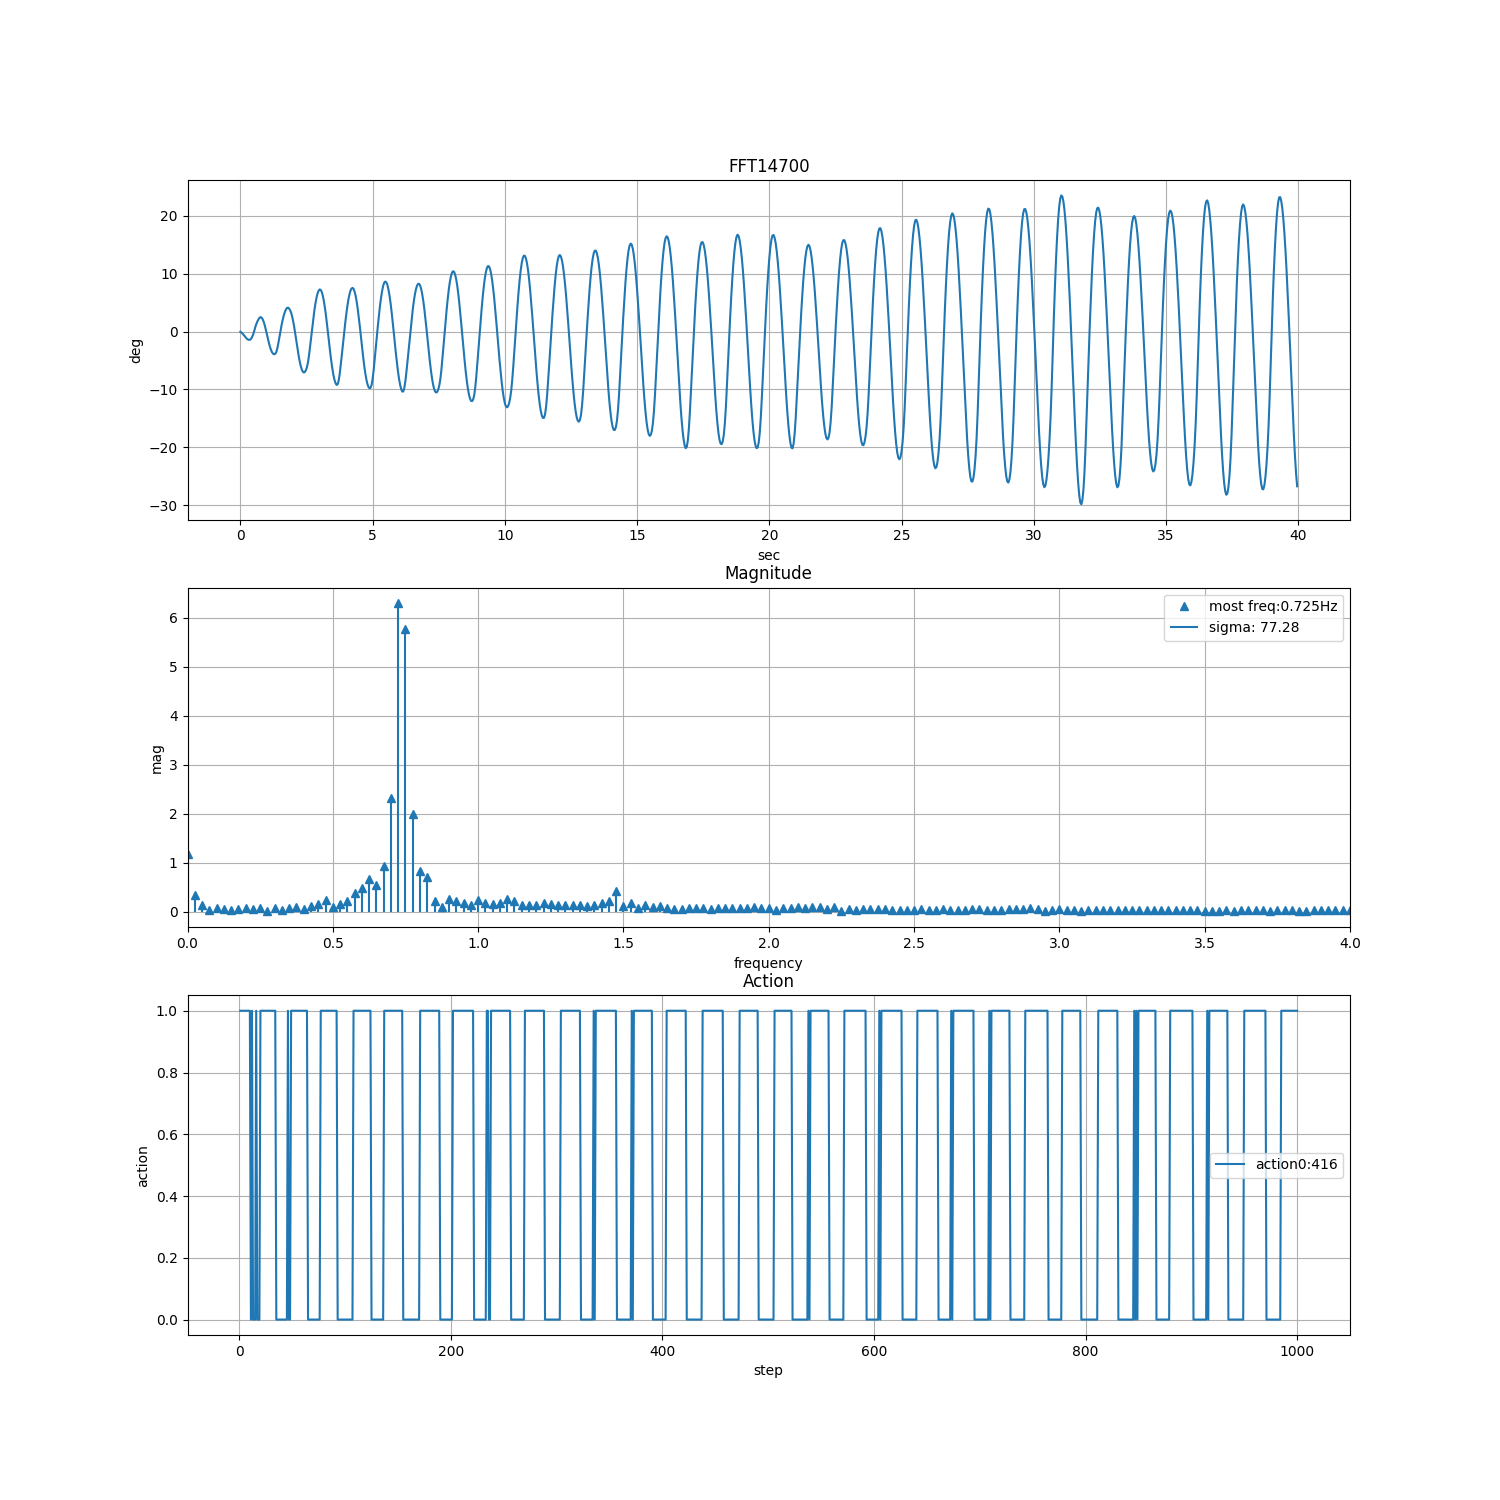 FFT14700
20
10
0
−10
−20
−30
deg
0 5 10 15 20 25 30 35 40
sec
Magnitude
6
5
4
3
2
1
0
mag
most freq:0.725Hz
sigma: 77.28
0.0 0.5 1.0 1.5 2.0 2.5 3.0 3.5 4.0
frequency
Action
1.0
0.8
0.6
0.4
0.2
0.0
action
action0:416
0 200 400 600 800 1000
step